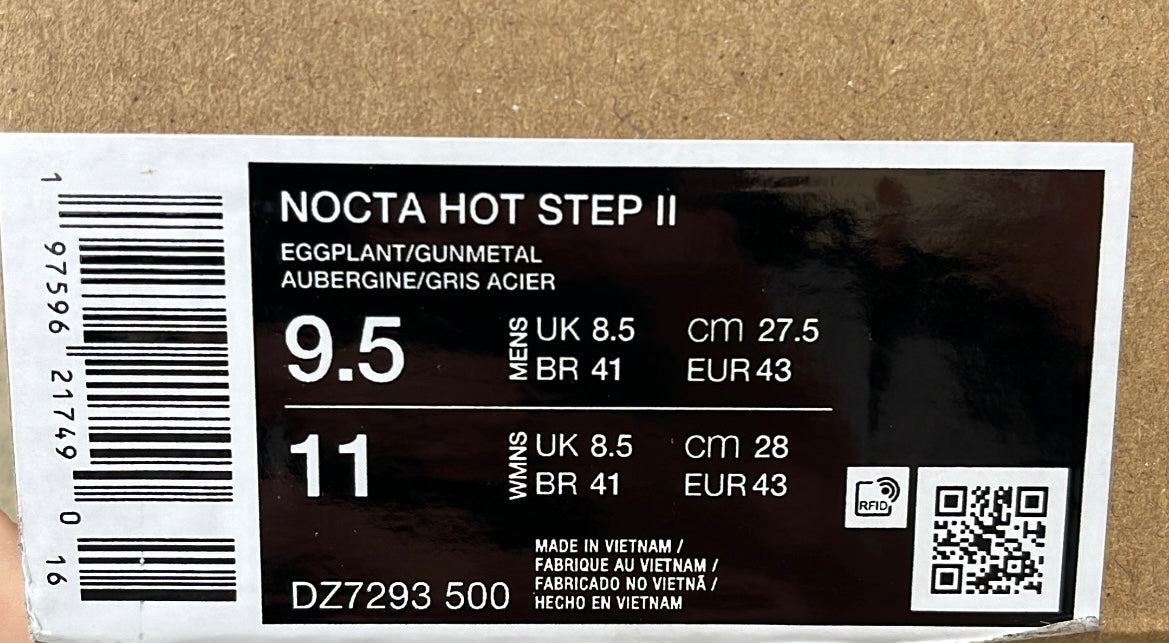 1 97596 21749 0 16
NOCTA HOT STEP II
EGGPLANT/GUNMETAL
AUBERGINE/GRIS ACIER
9.5 MENS UK 8.5 cm 27.5
BR 41 EUR 43
11 WMNS UK 8.5 cm 28
BR 41 EUR 43
RFID
MADE IN VIETNAM /
FABRIQUE AU VIETNAM /
FABRICADO NO VIETNÃ /
HECHO EN VIETNAM
DZ7293 500